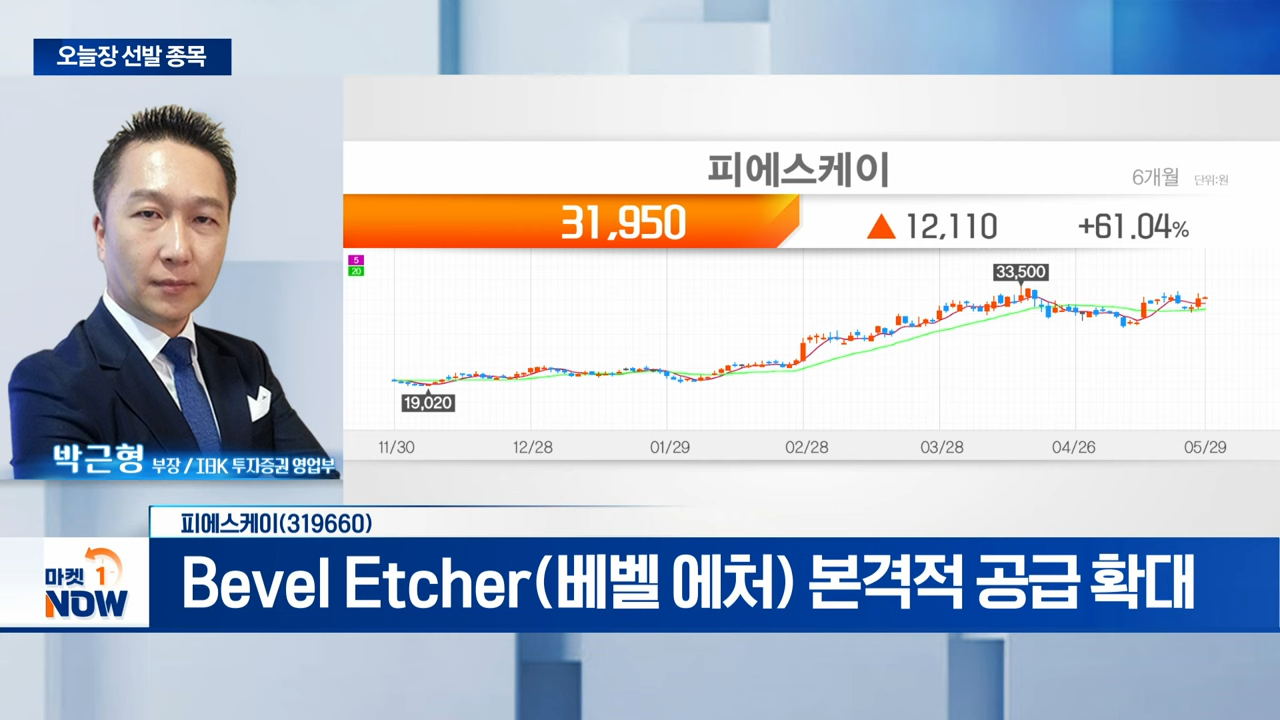 오늘장 선발 종목
피에스케이
6개월 단위:원
31,950
▲ 12,110
+61.04%
5
20
33,500
19,020
11/30 12/28 01/29 02/28 03/28 04/26 05/29
박근형 부장 / IBK 투자증권 영업부
피에스케이(319660)
마켓 1
NOW
Bevel Etcher(베벨 에처) 본격적 공급 확대